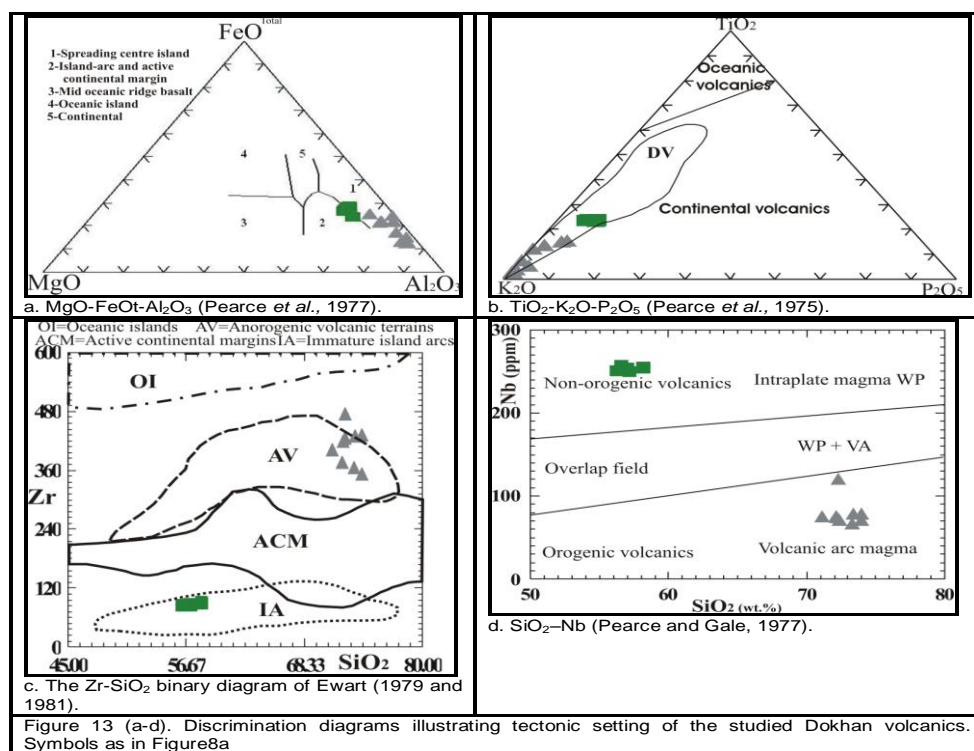 FeO Total
1-Spreading centre island
2-Island-arc and active
continental margin
3-Mid oceanic ridge basalt
4-Oceanic island
5-Continental
4
5
1
3
2
MgO
Al₂O₃
a. MgO-FeOt-Al₂O₃ (Pearce et al., 1977).
TiO₂
Oceanic
volcanics
DV
Continental volcanics
K₂O
P₂O₅
b. TiO₂-K₂O-P₂O₅ (Pearce et al., 1975).
OI=Oceanic islands AV=Anorogenic volcanic terrains
ACM=Active continental margins IA=Immature island arcs
600
OI
480
AV
360
Zr
240
ACM
120
IA
0
45.00 56.67 68.33 SiO₂ 80.00
c. The Zr-SiO₂ binary diagram of Ewart (1979 and
1981).
300
Nb (ppm)
Non-orogenic volcanics Intraplate magma WP
200
WP + VA
Overlap field
100
Orogenic volcanics Volcanic arc magma
0
50 60 SiO₂ (wt.%) 70 80
d. SiO₂–Nb (Pearce and Gale, 1977).
Figure 13 (a-d). Discrimination diagrams illustrating tectonic setting of the studied Dokhan volcanics.
Symbols as in Figure8a